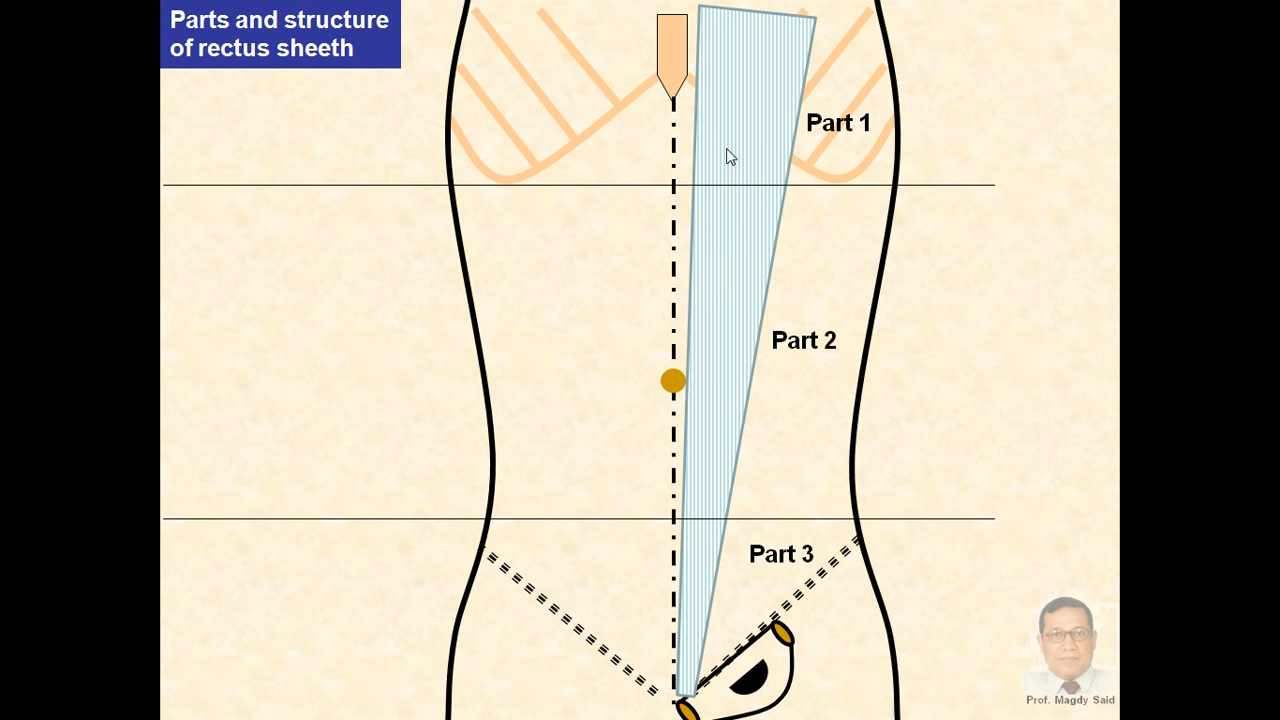 Parts and structure
of rectus sheeth
Part 1
Part 2
Part 3
Prof. Magdy Said